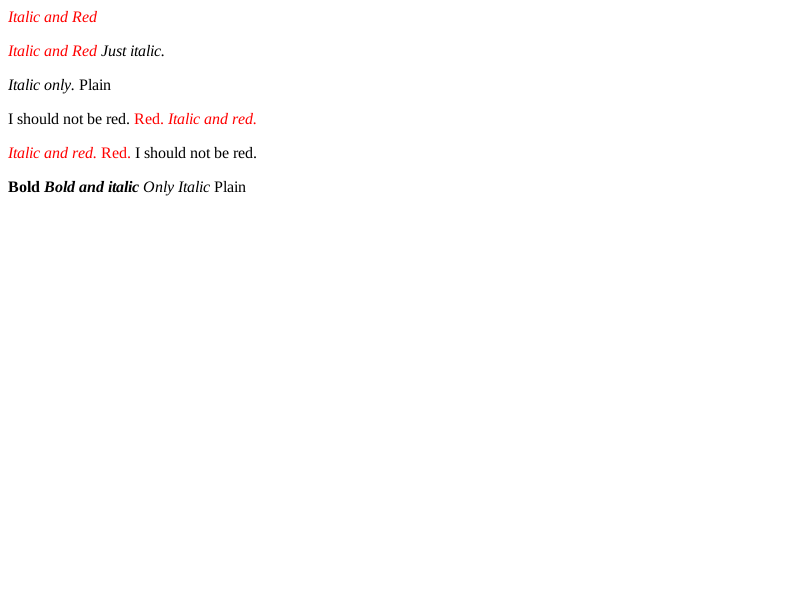 Italic and Red
Italic and Red Just italic.
Italic only. Plain
I should not be red. Red. Italic and red.
Italic and red. Red. I should not be red.
Bold Bold and italic Only Italic Plain